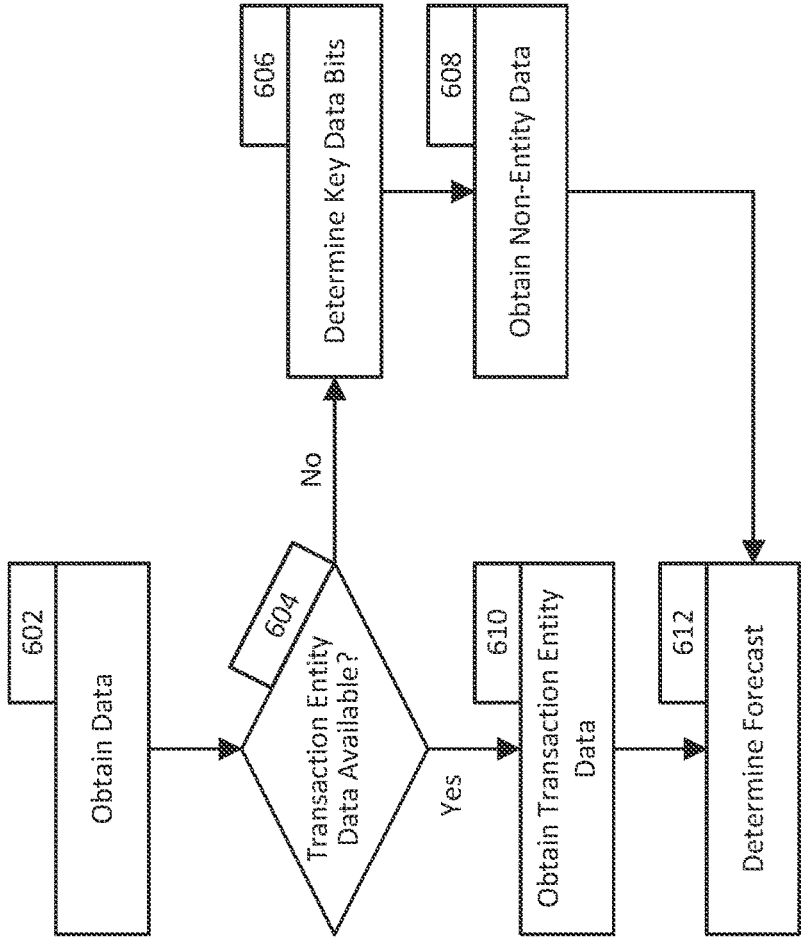 602
Obtain Data
604
Transaction Entity
Data Available?
No
Yes
606
Determine Key Data Bits
608
Obtain Non-Entity Data
610
Obtain Transaction Entity
Data
612
Determine Forecast